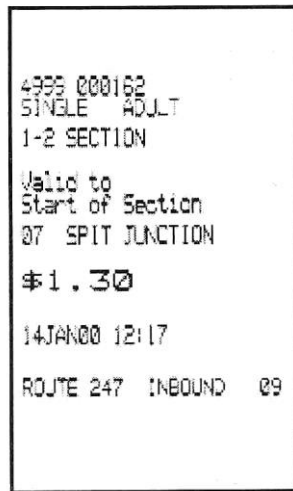 4999 000162
SINGLE ADULT
1-2 SECTION
Valid to
Start of Section
07 SPIT JUNCTION
$1.30
14JAN00 12:17
ROUTE 247 INBOUND 09